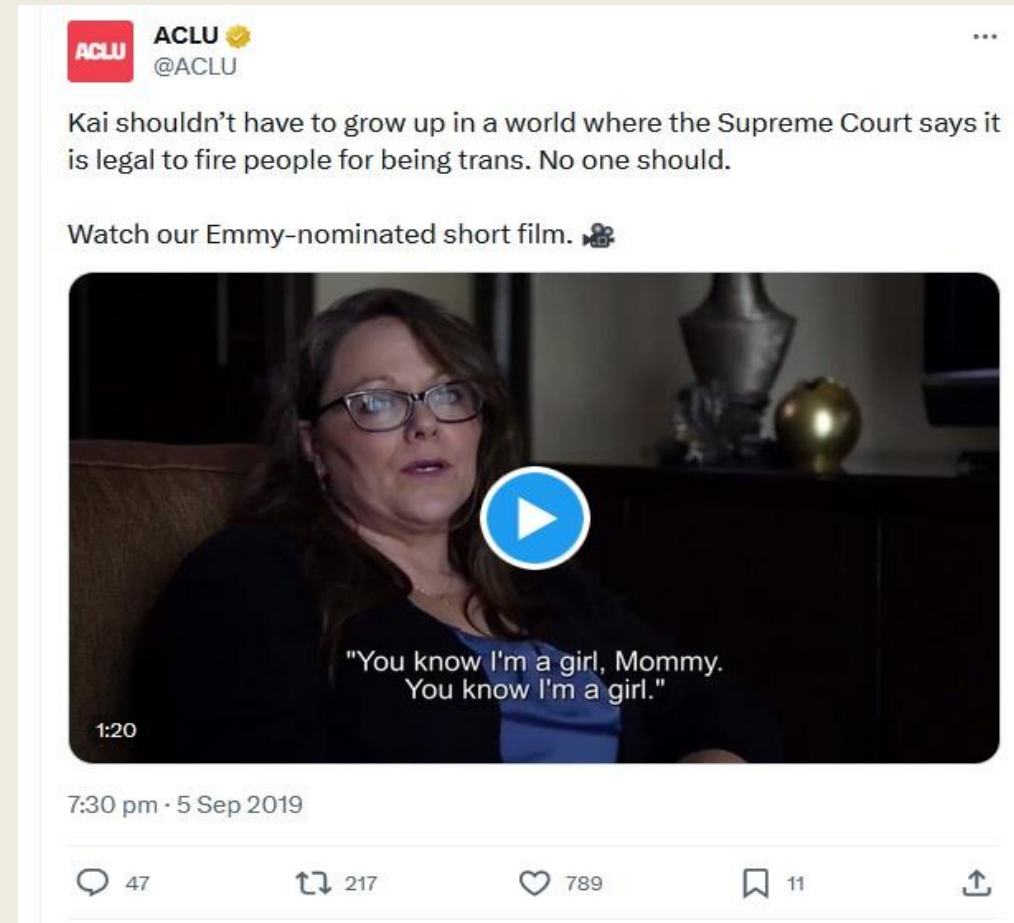 ACLU
ACLU
@ACLU
Kai shouldn’t have to grow up in a world where the Supreme Court says it
is legal to fire people for being trans. No one should.
Watch our Emmy-nominated short film. 🎥
"You know I'm a girl, Mommy.
You know I'm a girl."
1:20
7:30 pm · 5 Sep 2019
47 217 789 11